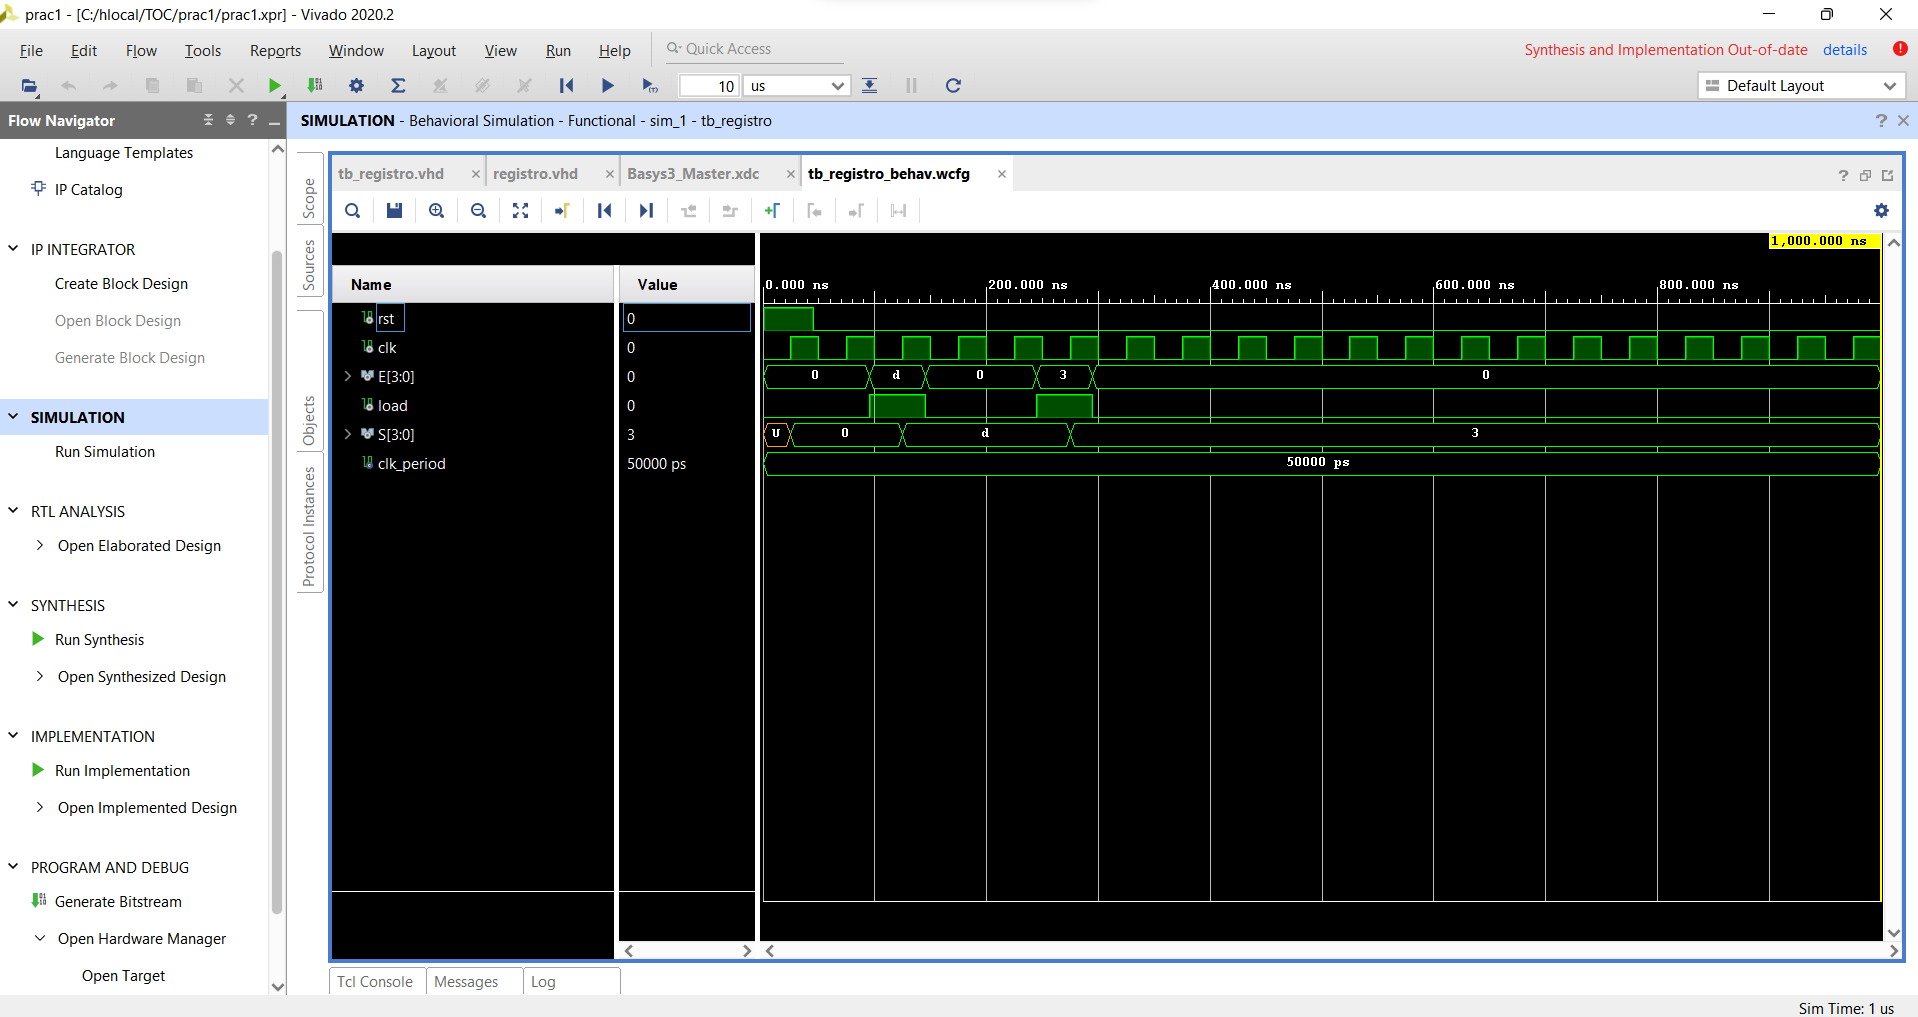 prac1 - [C:/hlocal/TOC/prac1/prac1.xpr] - Vivado 2020.2
File Edit Flow Tools Reports Window Layout View Run Help Quick Access
Synthesis and Implementation Out-of-date details
10 us Default Layout
Flow Navigator
SIMULATION - Behavioral Simulation - Functional - sim_1 - tb_registro
Language Templates
IP Catalog
IP INTEGRATOR
Create Block Design
Open Block Design
Generate Block Design
SIMULATION
Run Simulation
RTL ANALYSIS
Open Elaborated Design
SYNTHESIS
Run Synthesis
Open Synthesized Design
IMPLEMENTATION
Run Implementation
Open Implemented Design
PROGRAM AND DEBUG
Generate Bitstream
Open Hardware Manager
Open Target
Scope
Sources
Objects
Protocol Instances
tb_registro.vhd registro.vhd Basys3_Master.xdc tb_registro_behav.wcfg
1,000.000 ns
Name Value 0.000 ns 200.000 ns 400.000 ns 600.000 ns 800.000 ns
rst 0
clk 0
E[3:0] 0 0 d 0 3 0
load 0
S[3:0] 3 U 0 d 3
clk_period 50000 ps 50000 ps
Tcl Console Messages Log
Sim Time: 1 us